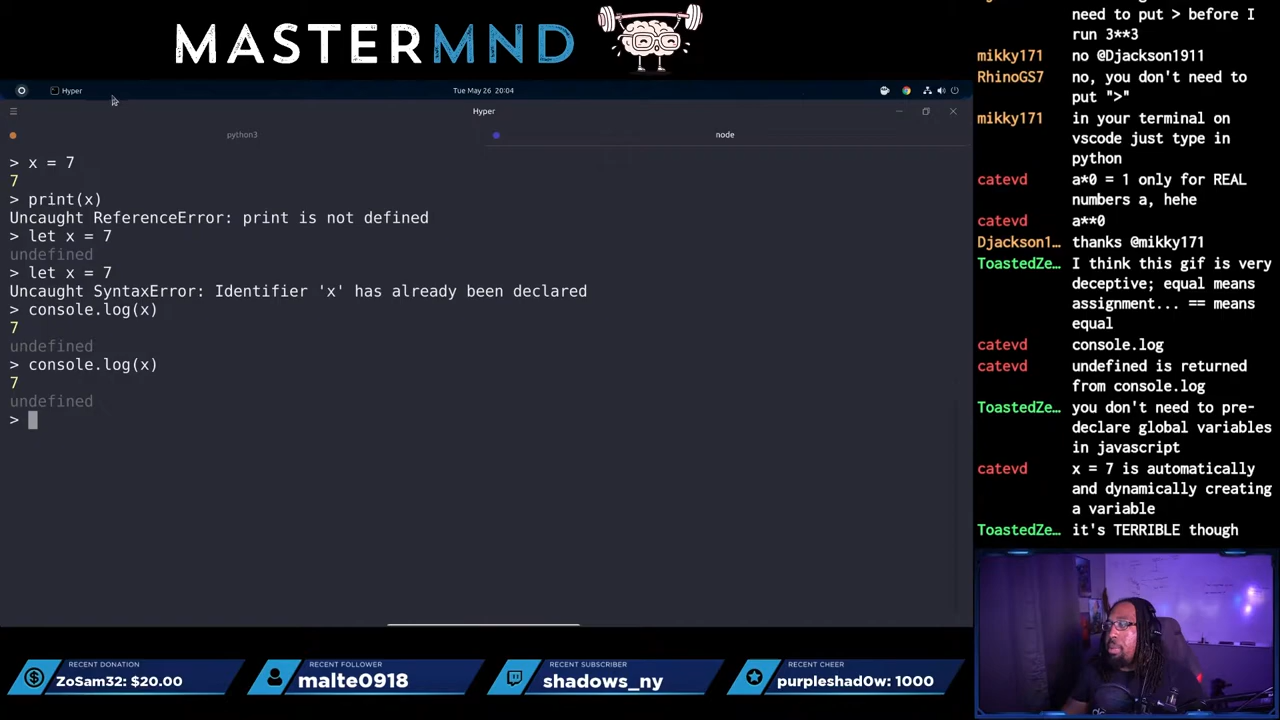 MASTERMND
Hyper
Tue May 26 20:04
Hyper
python3
node
> x = 7
7
> print(x)
Uncaught ReferenceError: print is not defined
> let x = 7
undefined
> let x = 7
Uncaught SyntaxError: Identifier 'x' has already been declared
> console.log(x)
7
undefined
> console.log(x)
7
undefined
>
need to put > before I
run 3**3
mikky171 no @Djackson1911
RhinoGS7 no, you don't need to
put ">"
mikky171 in your terminal on
vscode just type in
python
catevd a*0 = 1 only for REAL
numbers a, hehe
catevd a**0
Djackson1… thanks @mikky171
ToastedZe… I think this gif is very
deceptive; equal means
assignment... == means
equal
catevd console.log
catevd undefined is returned
from console.log
ToastedZe… you don't need to pre-
declare global variables
in javascript
catevd x = 7 is automatically
and dynamically creating
a variable
ToastedZe… it's TERRIBLE though
RECENT DONATION
ZoSam32: $20.00
RECENT FOLLOWER
malte0918
RECENT SUBSCRIBER
shadows_ny
RECENT CHEER
purpleshad0w: 1000